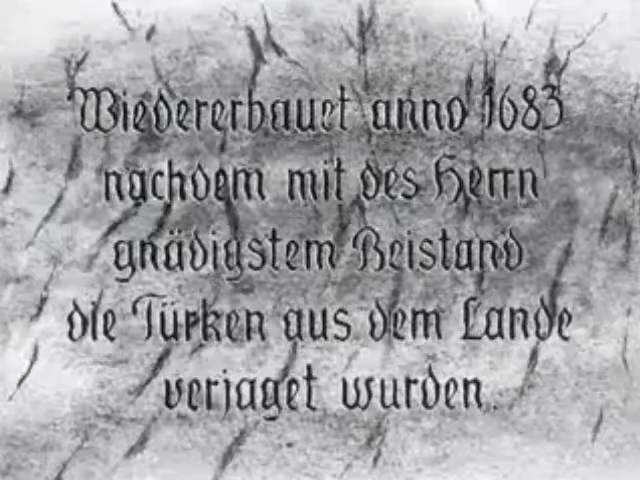 Wiedererbauet anno 1683
nachdem mit des Herrn
gnädigstem Beistand
die Türken aus dem Lande
verjaget wurden.